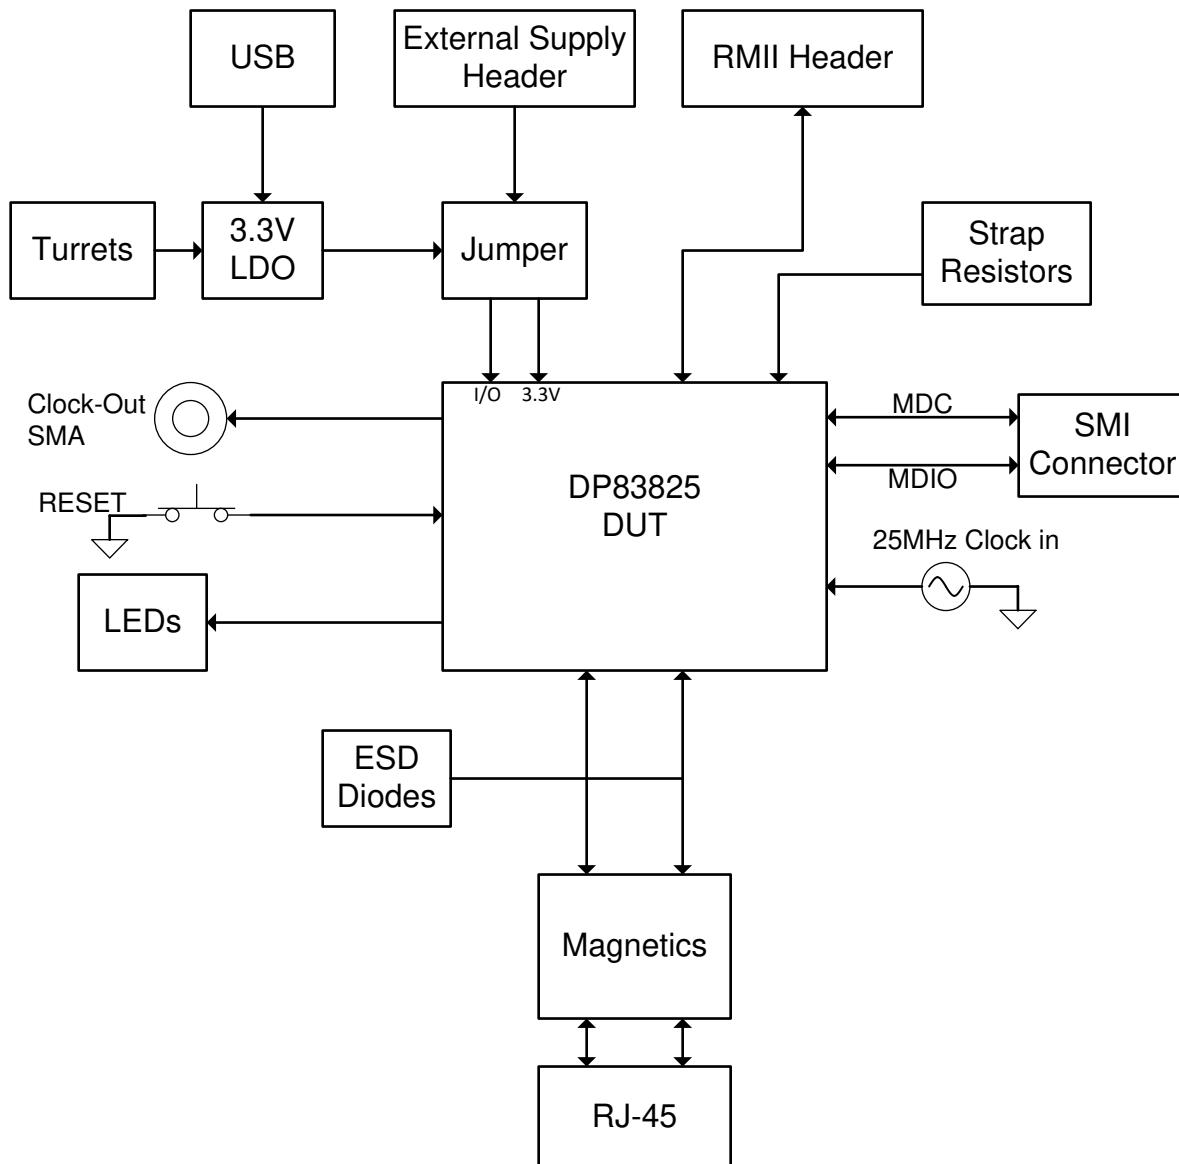 USB
External Supply
Header
RMII Header
Turrets
3.3V
LDO
Jumper
Strap
Resistors
I/O
3.3V
Clock-Out
SMA
MDC
SMI
Connector
MDIO
DP83825
DUT
RESET
25MHz Clock in
LEDs
ESD
Diodes
Magnetics
RJ-45